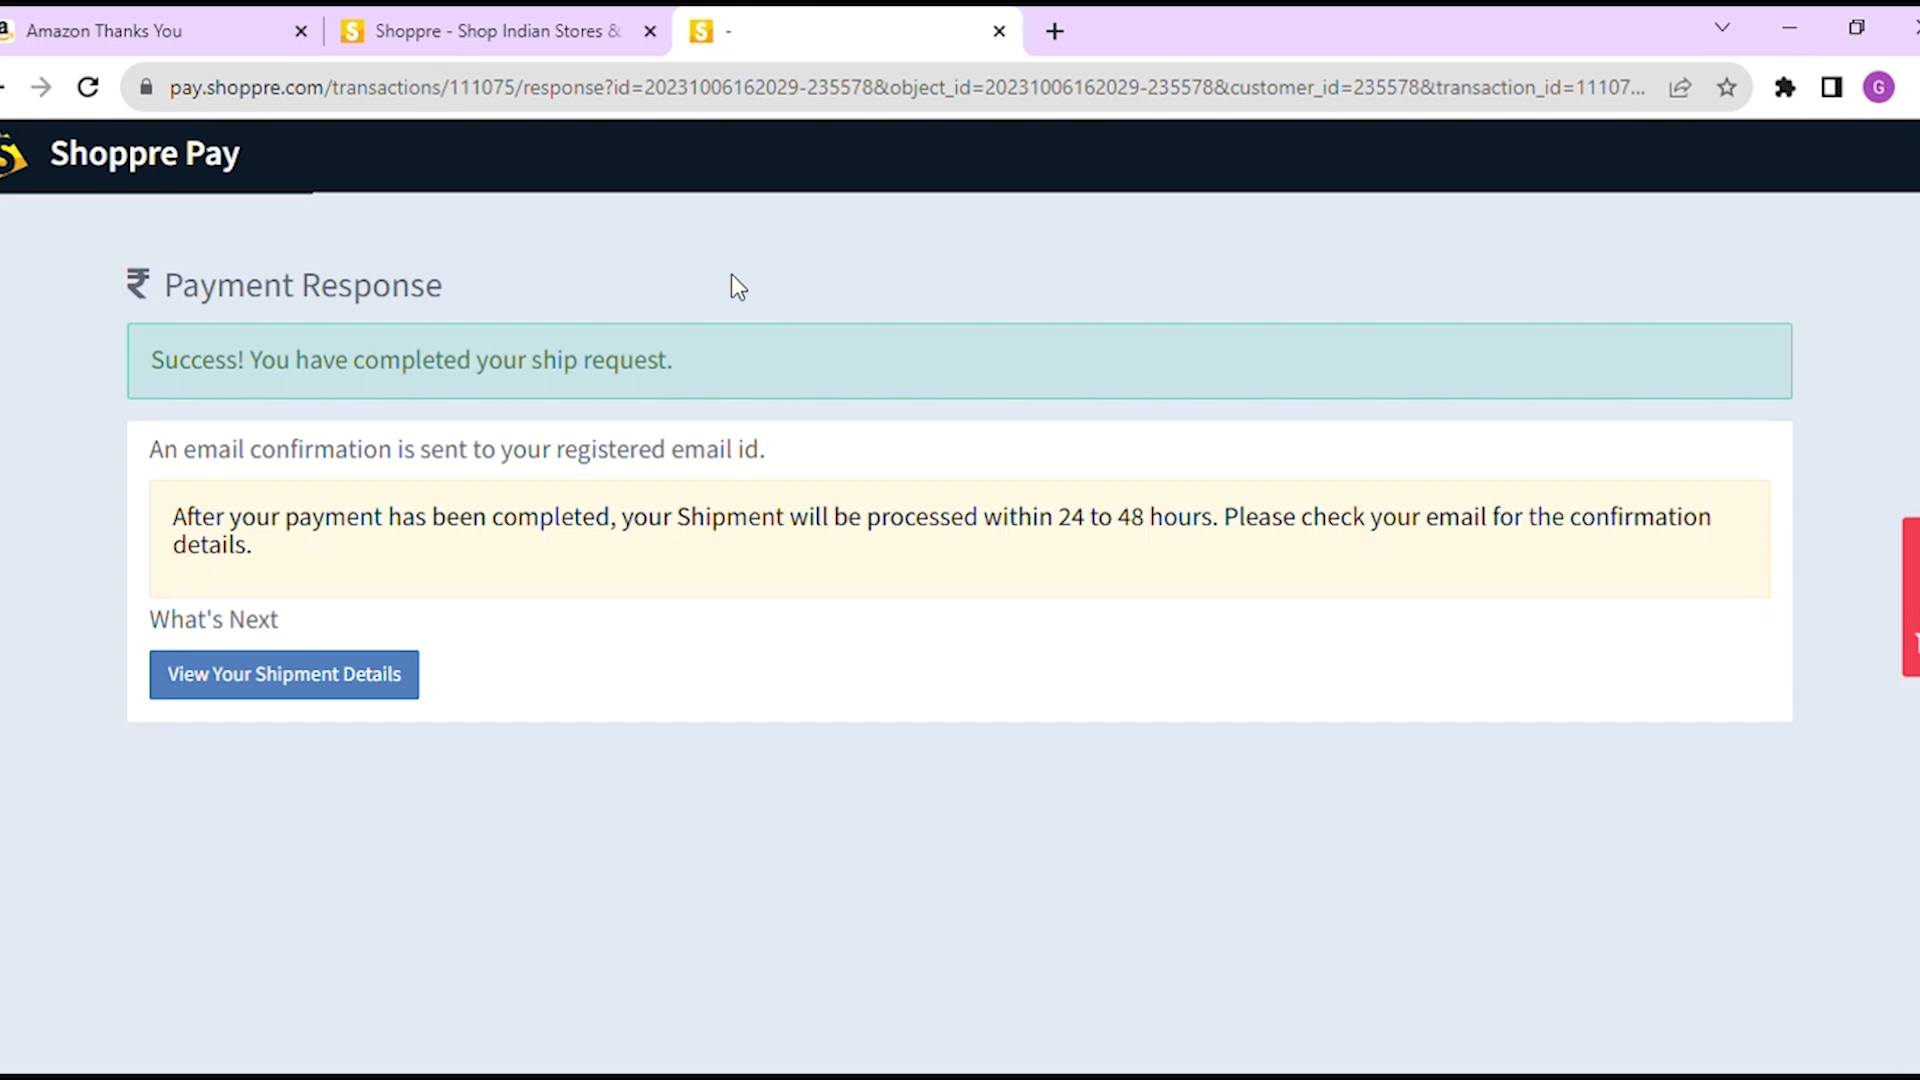 Amazon Thanks You
Shoppre - Shop Indian Stores &
-
pay.shoppre.com/transactions/111075/response?id=20231006162029-235578&object_id=20231006162029-235578&customer_id=235578&transaction_id=11107...
G
Shoppre Pay
₹ Payment Response
Success! You have completed your ship request.
An email confirmation is sent to your registered email id.
After your payment has been completed, your Shipment will be processed within 24 to 48 hours. Please check your email for the confirmation
details.
What's Next
View Your Shipment Details